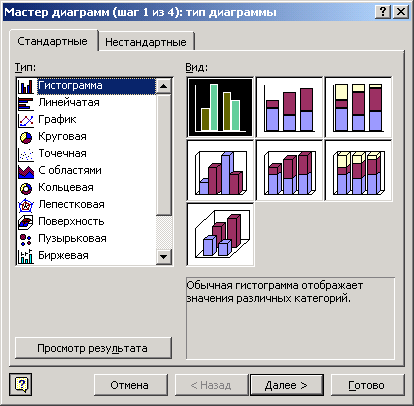 Мастер диаграмм (шаг 1 из 4): тип диаграммы
Стандартные
Нестандартные
Тип:
Гистограмма
Линейчатая
График
Круговая
Точечная
С областями
Кольцевая
Лепестковая
Поверхность
Пузырьковая
Биржевая
Вид:
Обычная гистограмма отображает
значения различных категорий.
Просмотр результата
Отмена
< Назад
Далее >
Готово